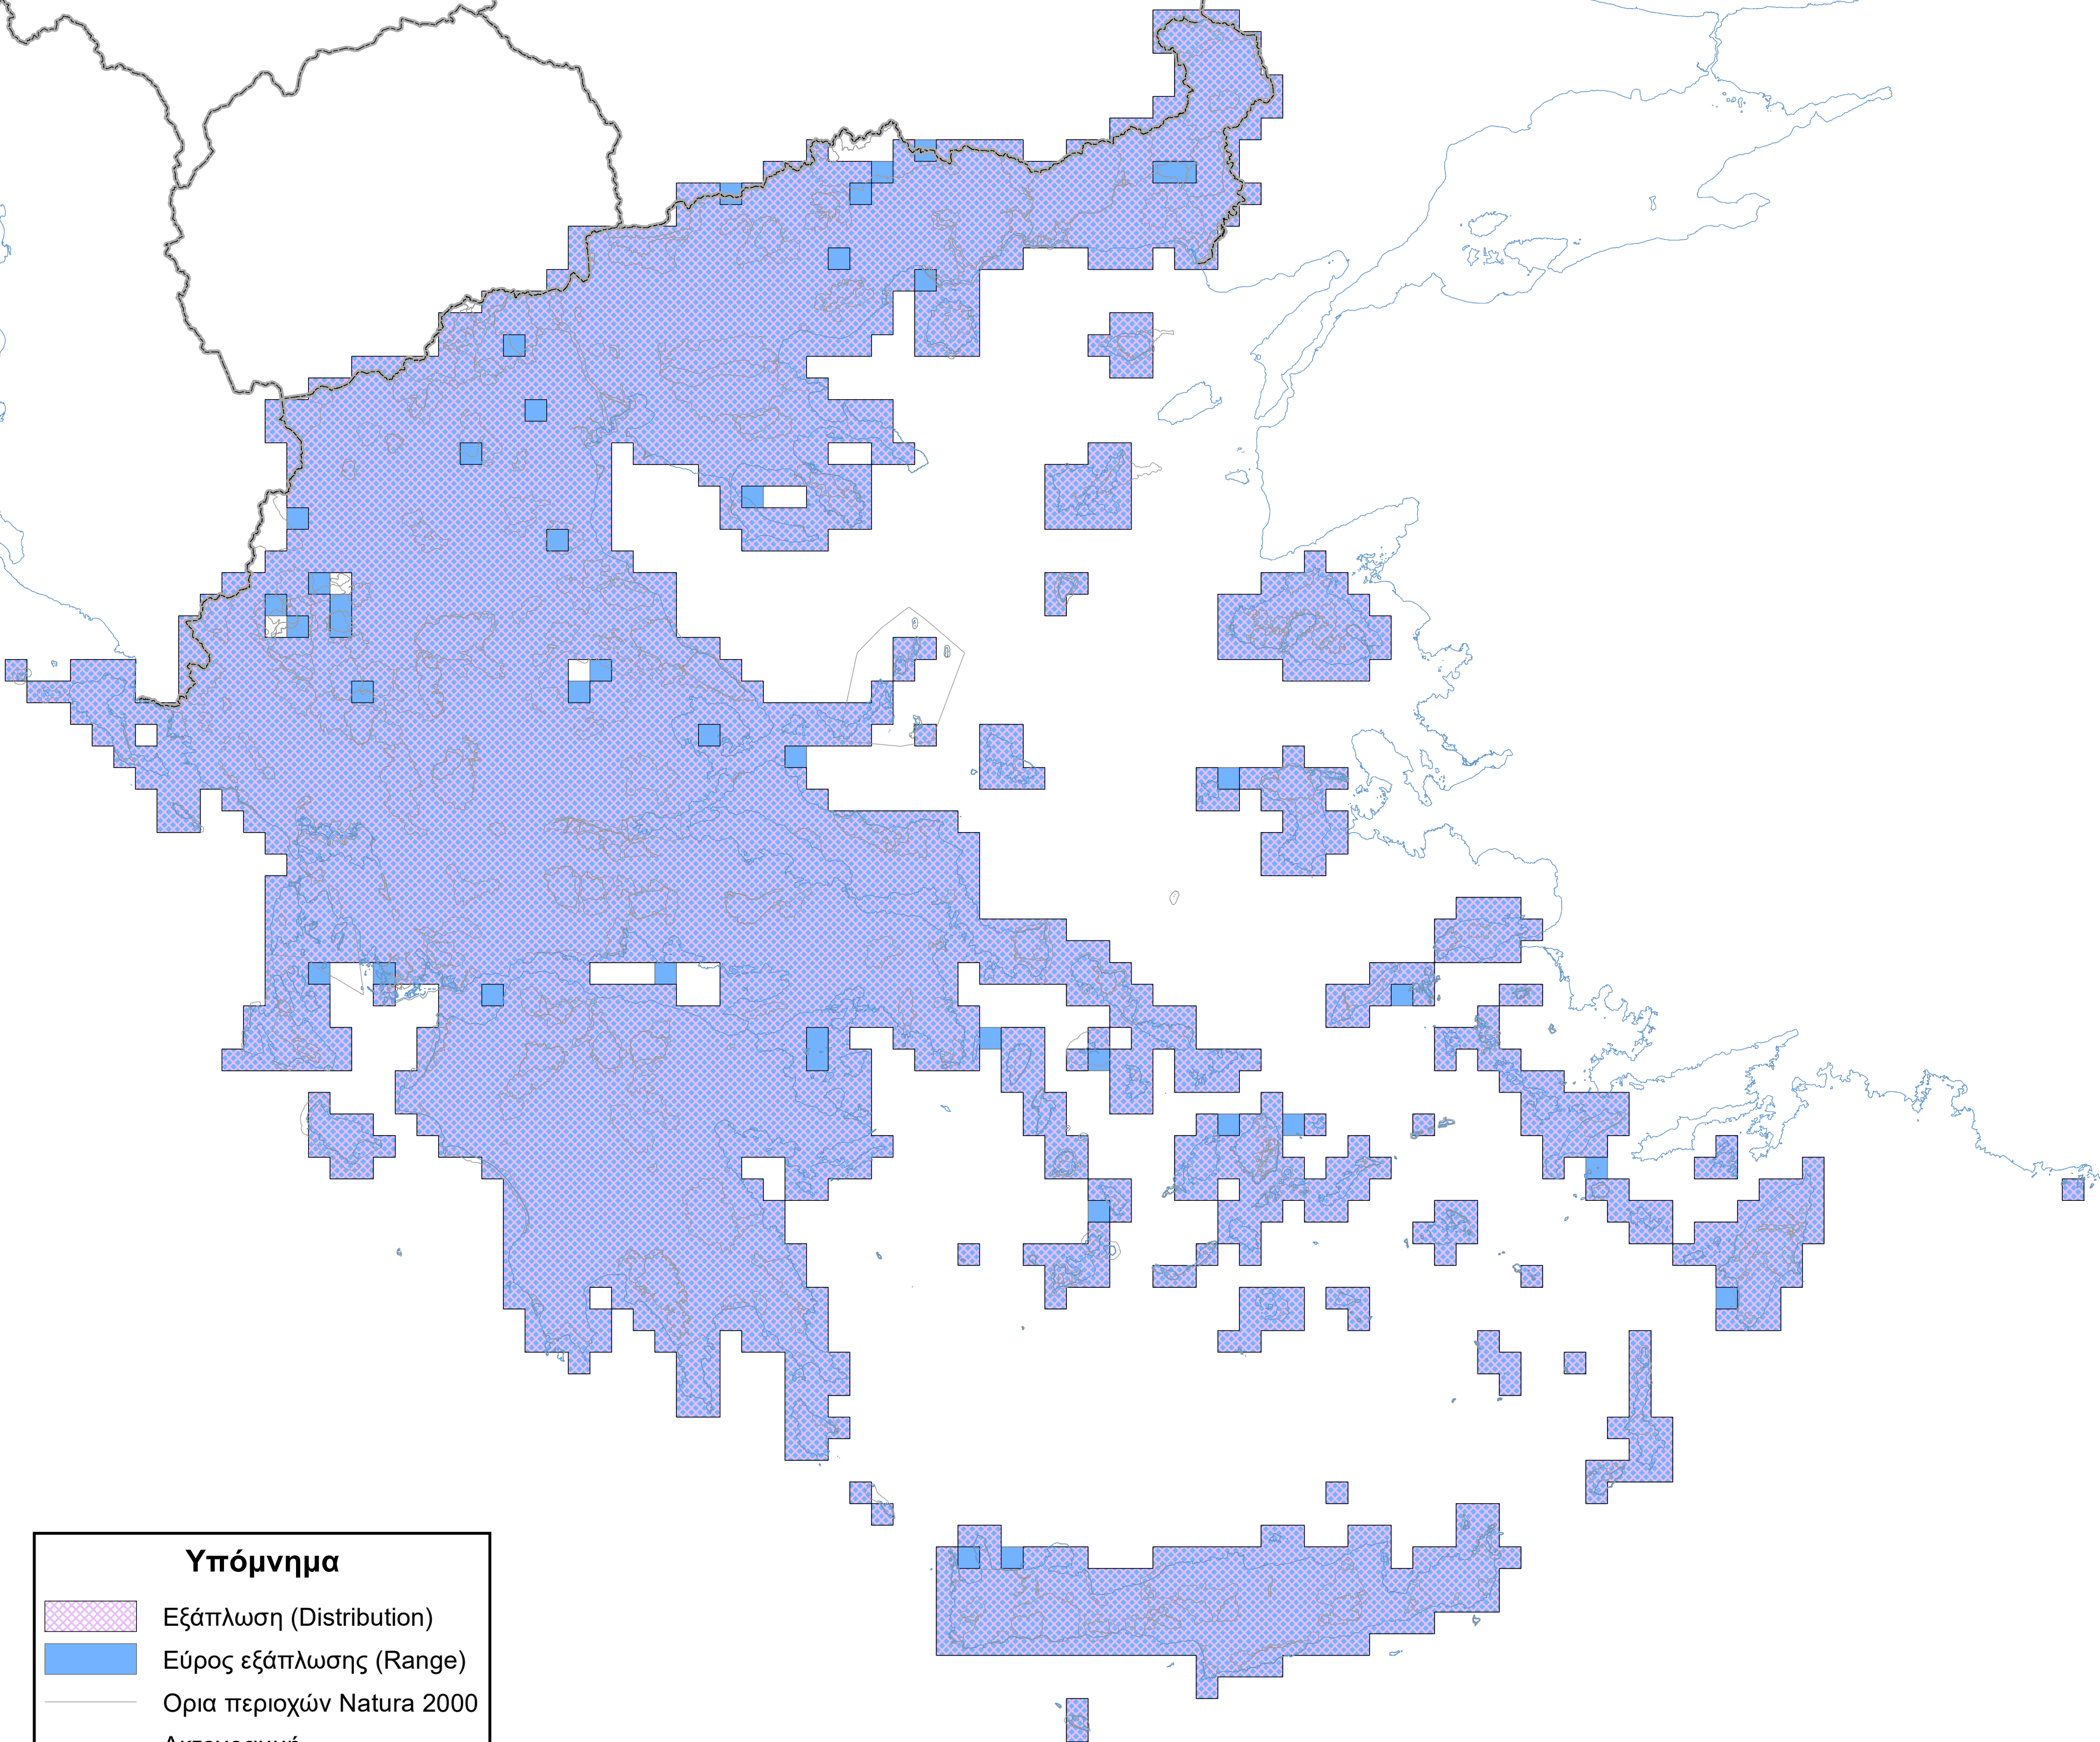 Υπόμνημα
Εξάπλωση (Distribution)
Εύρος εξάπλωσης (Range)
Ορια περιοχών Natura 2000